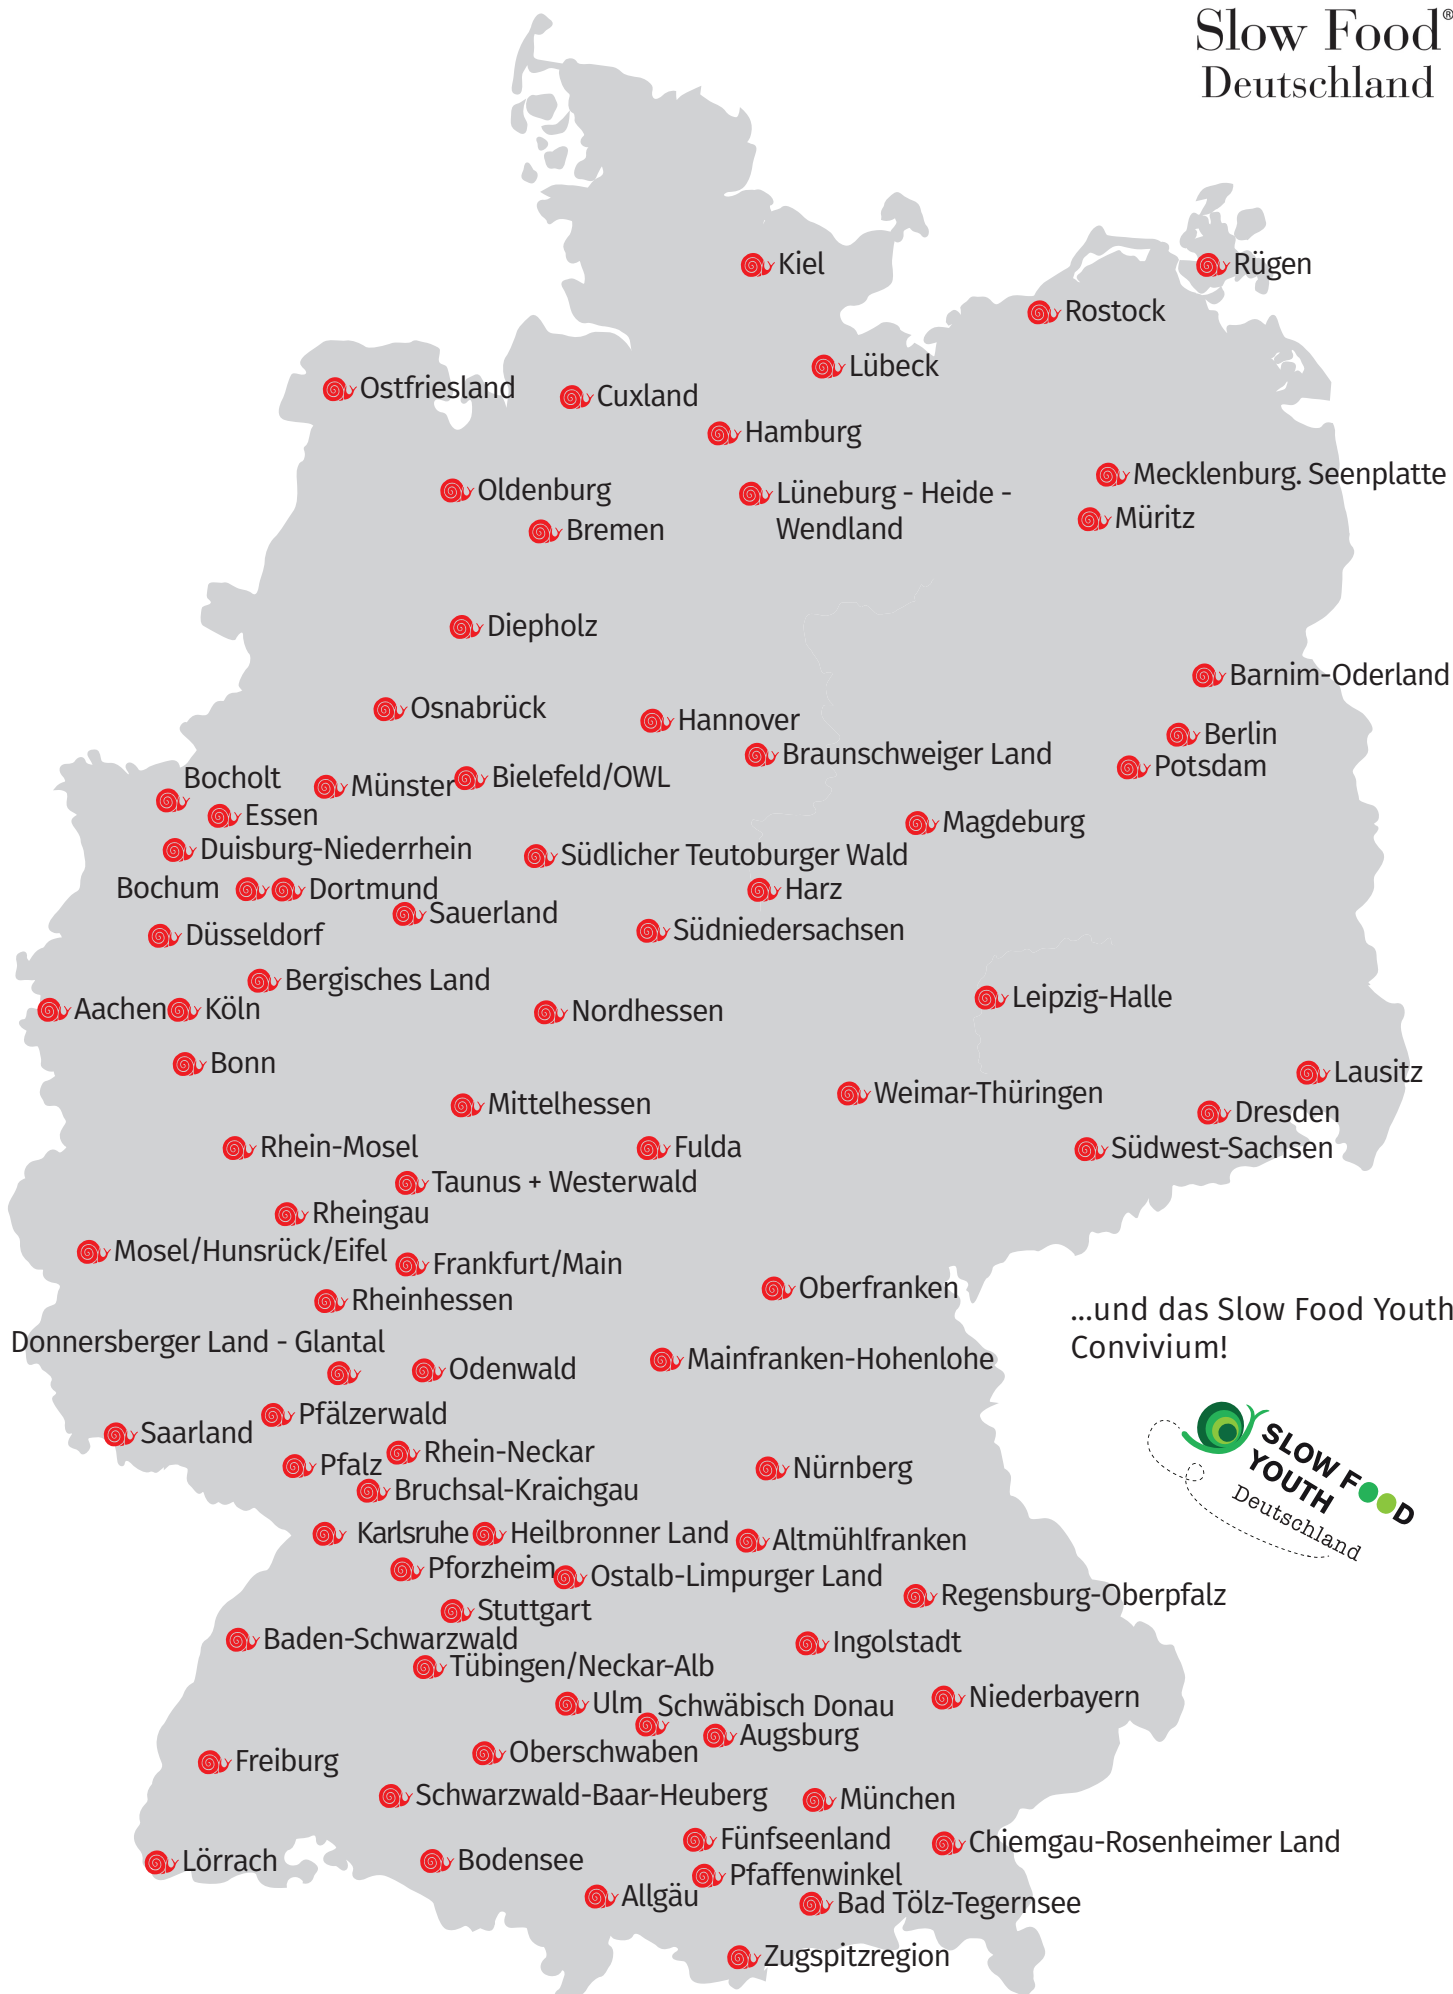 Slow Food®
Deutschland
Kiel
Rügen
Rostock
Lübeck
Ostfriesland
Cuxland
Hamburg
Mecklenburg. Seenplatte
Oldenburg
Lüneburg - Heide -
Wendland
Müritz
Bremen
Diepholz
Barnim-Oderland
Osnabrück
Hannover
Berlin
Braunschweiger Land
Potsdam
Bocholt
Münster
Bielefeld/OWL
Essen
Magdeburg
Duisburg-Niederrhein
Südlicher Teutoburger Wald
Bochum
Dortmund
Harz
Sauerland
Düsseldorf
Südniedersachsen
Bergisches Land
Aachen
Köln
Nordhessen
Leipzig-Halle
Bonn
Lausitz
Mittelhessen
Weimar-Thüringen
Dresden
Rhein-Mosel
Fulda
Südwest-Sachsen
Taunus + Westerwald
Rheingau
Mosel/Hunsrück/Eifel
Frankfurt/Main
Oberfranken
Rheinhessen
...und das Slow Food Youth
Convivium!
Donnersberger Land - Glantal
Odenwald
Mainfranken-Hohenlohe
Pfälzerwald
Saarland
Rhein-Neckar
Pfalz
Nürnberg
Bruchsal-Kraichgau
SLOW FOOD
YOUTH
Deutschland
Karlsruhe
Heilbronner Land
Altmühlfranken
Pforzheim
Ostalb-Limpurger Land
Regensburg-Oberpfalz
Stuttgart
Baden-Schwarzwald
Ingolstadt
Tübingen/Neckar-Alb
Ulm
Schwäbisch Donau
Niederbayern
Augsburg
Oberschwaben
Freiburg
Schwarzwald-Baar-Heuberg
München
Fünfseenland
Chiemgau-Rosenheimer Land
Lörrach
Bodensee
Pfaffenwinkel
Allgäu
Bad Tölz-Tegernsee
Zugspitzregion